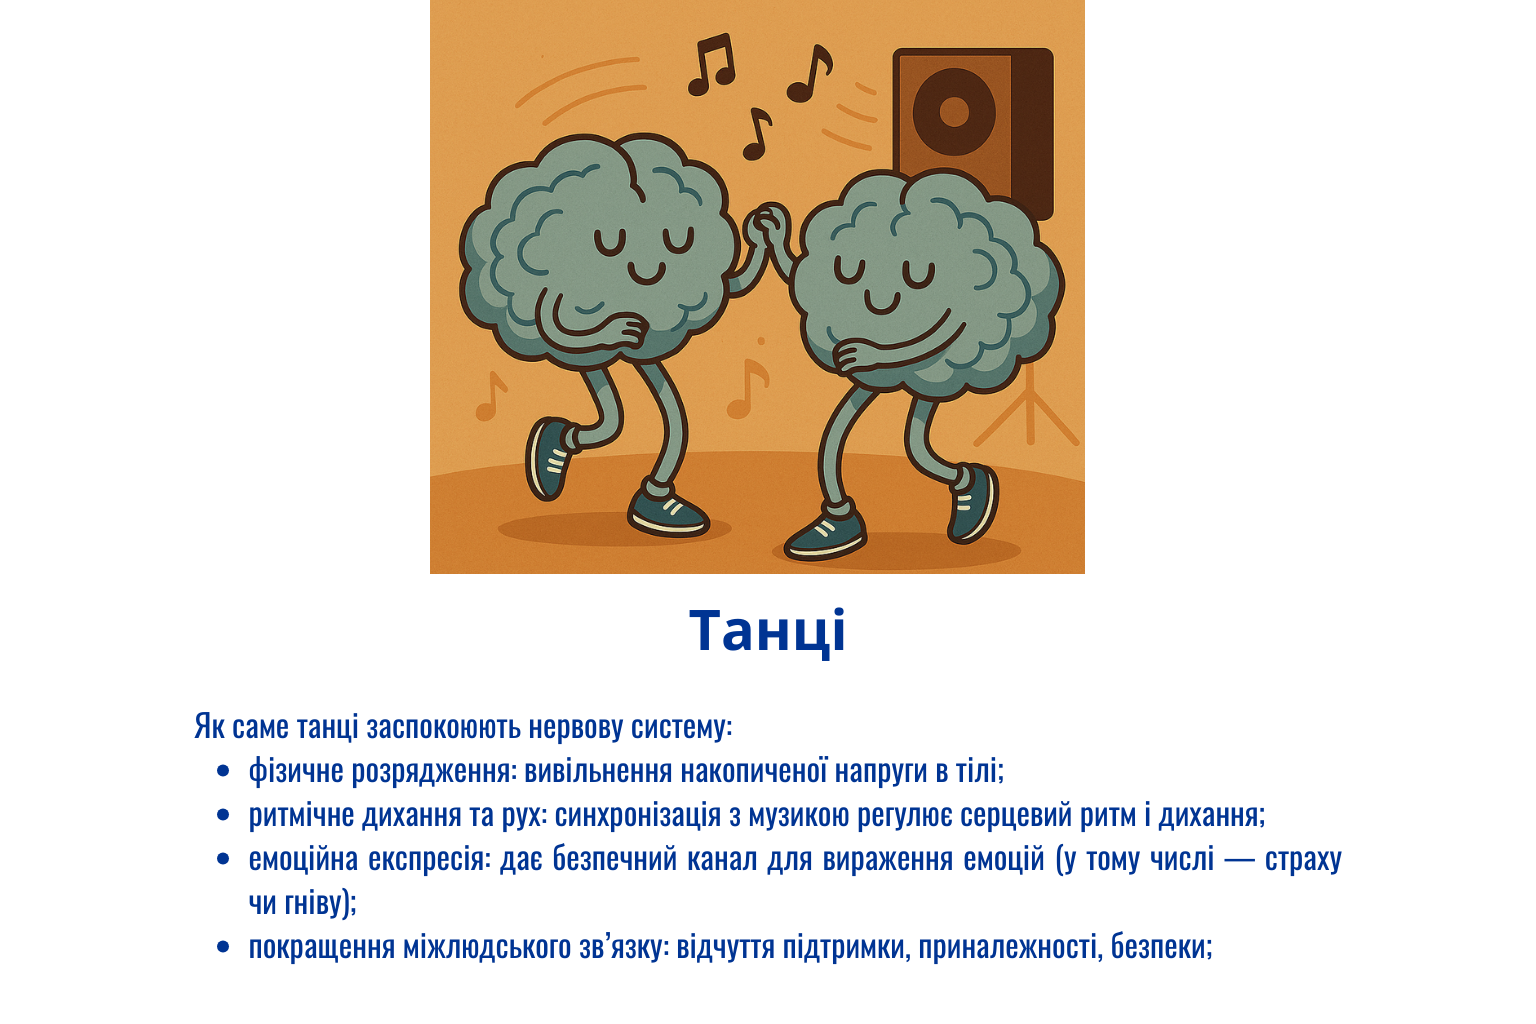 Танці
Як саме танці заспокоюють нервову систему:
• фізичне розрядження: вивільнення накопиченої напруги в тілі;
• ритмічне дихання та рух: синхронізація з музикою регулює серцевий ритм і дихання;
• емоційна експресія: дає безпечний канал для вираження емоцій (у тому числі — страху
чи гніву);
• покращення міжлюдського зв’язку: відчуття підтримки, приналежності, безпеки;